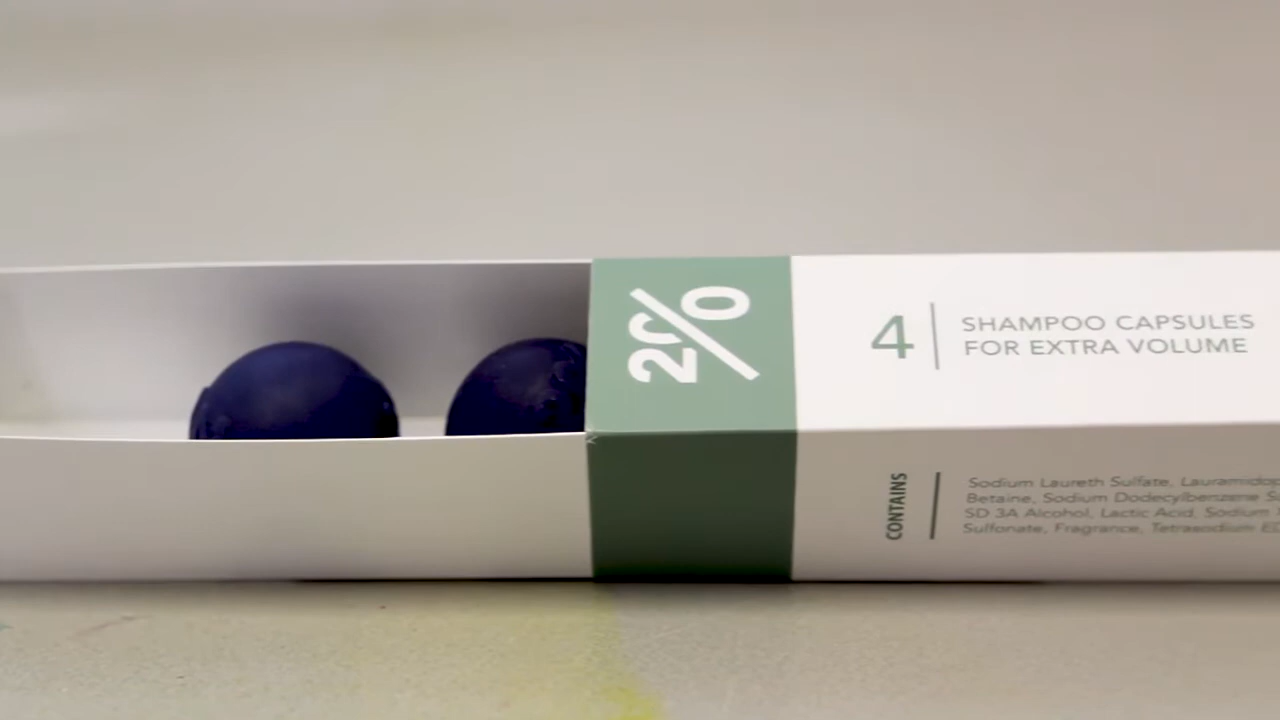 2%
4
SHAMPOO CAPSULES
FOR EXTRA VOLUME
CONTAINS
Sodium Laureth Sulfate,
Betaine, Sodium Dodecylbenzene
SD 3A Alcohol, Lactic Acid, Sodium
Sulfonate, Fragrance, Tetrasodium